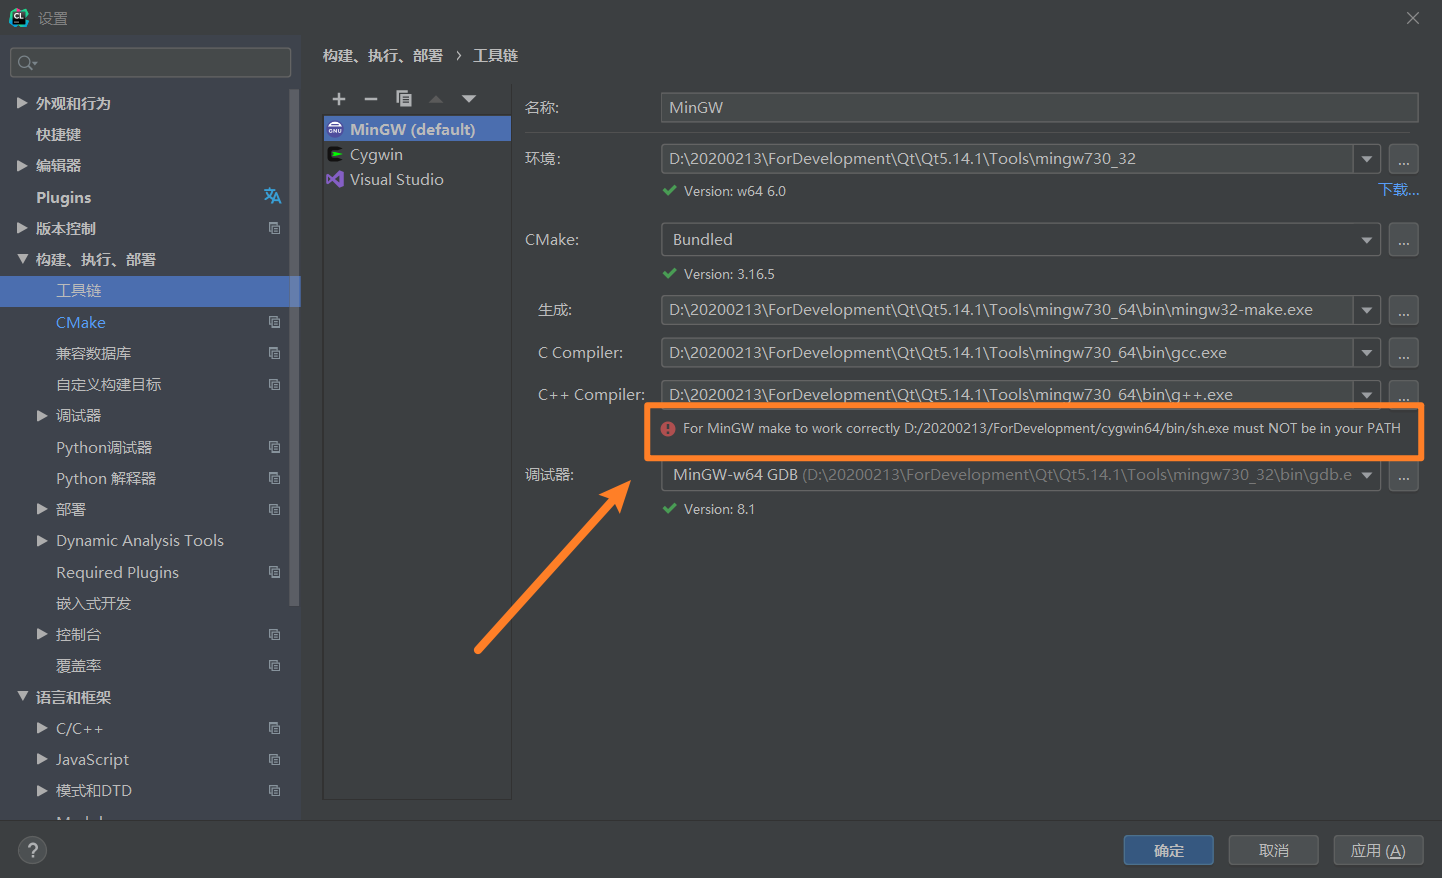 设置
外观和行为
快捷键
编辑器
Plugins
版本控制
构建、执行、部署
工具链
CMake
兼容数据库
自定义构建目标
调试器
Python调试器
Python 解释器
部署
Dynamic Analysis Tools
Required Plugins
嵌入式开发
控制台
覆盖率
语言和框架
C/C++
JavaScript
模式和DTD
构建、执行、部署 › 工具链
MinGW (default)
Cygwin
Visual Studio
名称: MinGW
环境: D:\20200213\ForDevelopment\Qt\Qt5.14.1\Tools\mingw730_32 ...
Version: w64 6.0 下载...
CMake: Bundled ...
Version: 3.16.5
生成: D:\20200213\ForDevelopment\Qt\Qt5.14.1\Tools\mingw730_64\bin\mingw32-make.exe ...
C Compiler: D:\20200213\ForDevelopment\Qt\Qt5.14.1\Tools\mingw730_64\bin\gcc.exe ...
C++ Compiler: D:\20200213\ForDevelopment\Qt\Qt5.14.1\Tools\mingw730_64\bin\g++.exe ...
For MinGW make to work correctly D:/20200213/ForDevelopment/cygwin64/bin/sh.exe must NOT be in your PATH
调试器: MinGW-w64 GDB (D:\20200213\ForDevelopment\Qt\Qt5.14.1\Tools\mingw730_32\bin\gdb.e ...
Version: 8.1
? 确定 取消 应用 (A)